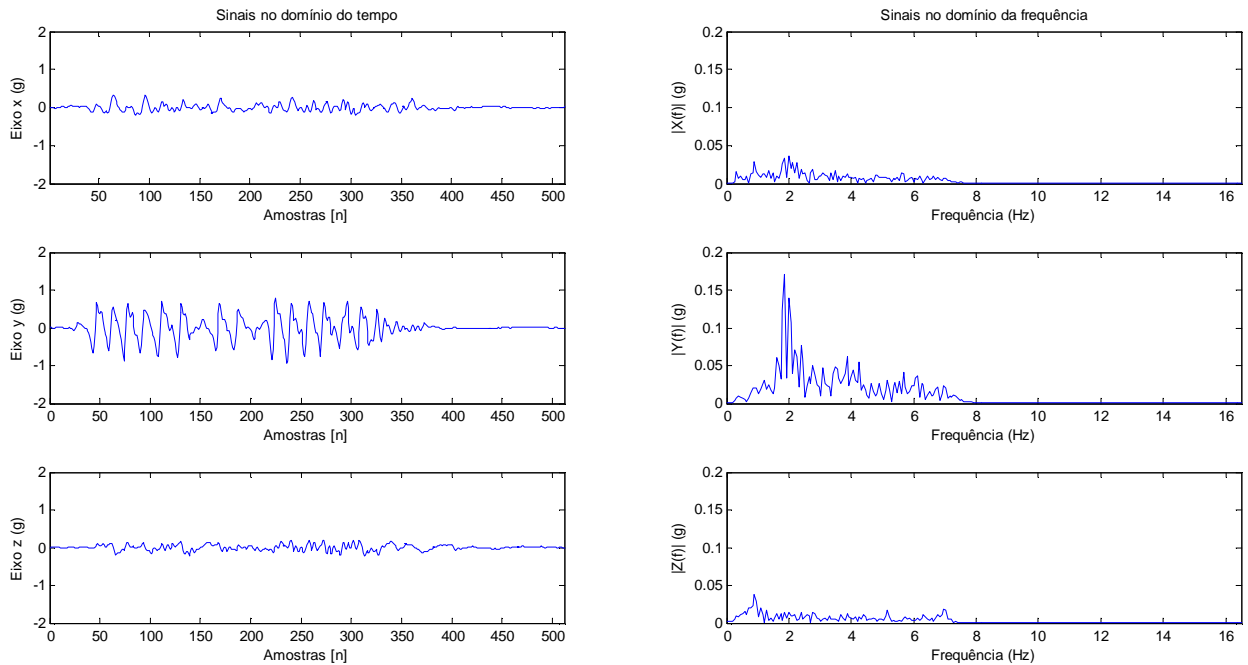 Sinais no domínio do tempo
2
1
0
-1
-2
Eixo x (g)
50 100 150 200 250 300 350 400 450 500
Amostras [n]
Sinais no domínio da frequência
0.2
0.15
0.1
0.05
0
|X(f)| (g)
0 2 4 6 8 10 12 14 16
Frequência (Hz)
2
1
0
-1
-2
Eixo y (g)
0 50 100 150 200 250 300 350 400 450 500
Amostras [n]
0.2
0.15
0.1
0.05
0
|Y(f)| (g)
0 2 4 6 8 10 12 14 16
Frequência (Hz)
2
1
0
-1
-2
Eixo z (g)
0 50 100 150 200 250 300 350 400 450 500
Amostras [n]
0.2
0.15
0.1
0.05
0
|Z(f)| (g)
0 2 4 6 8 10 12 14 16
Frequência (Hz)